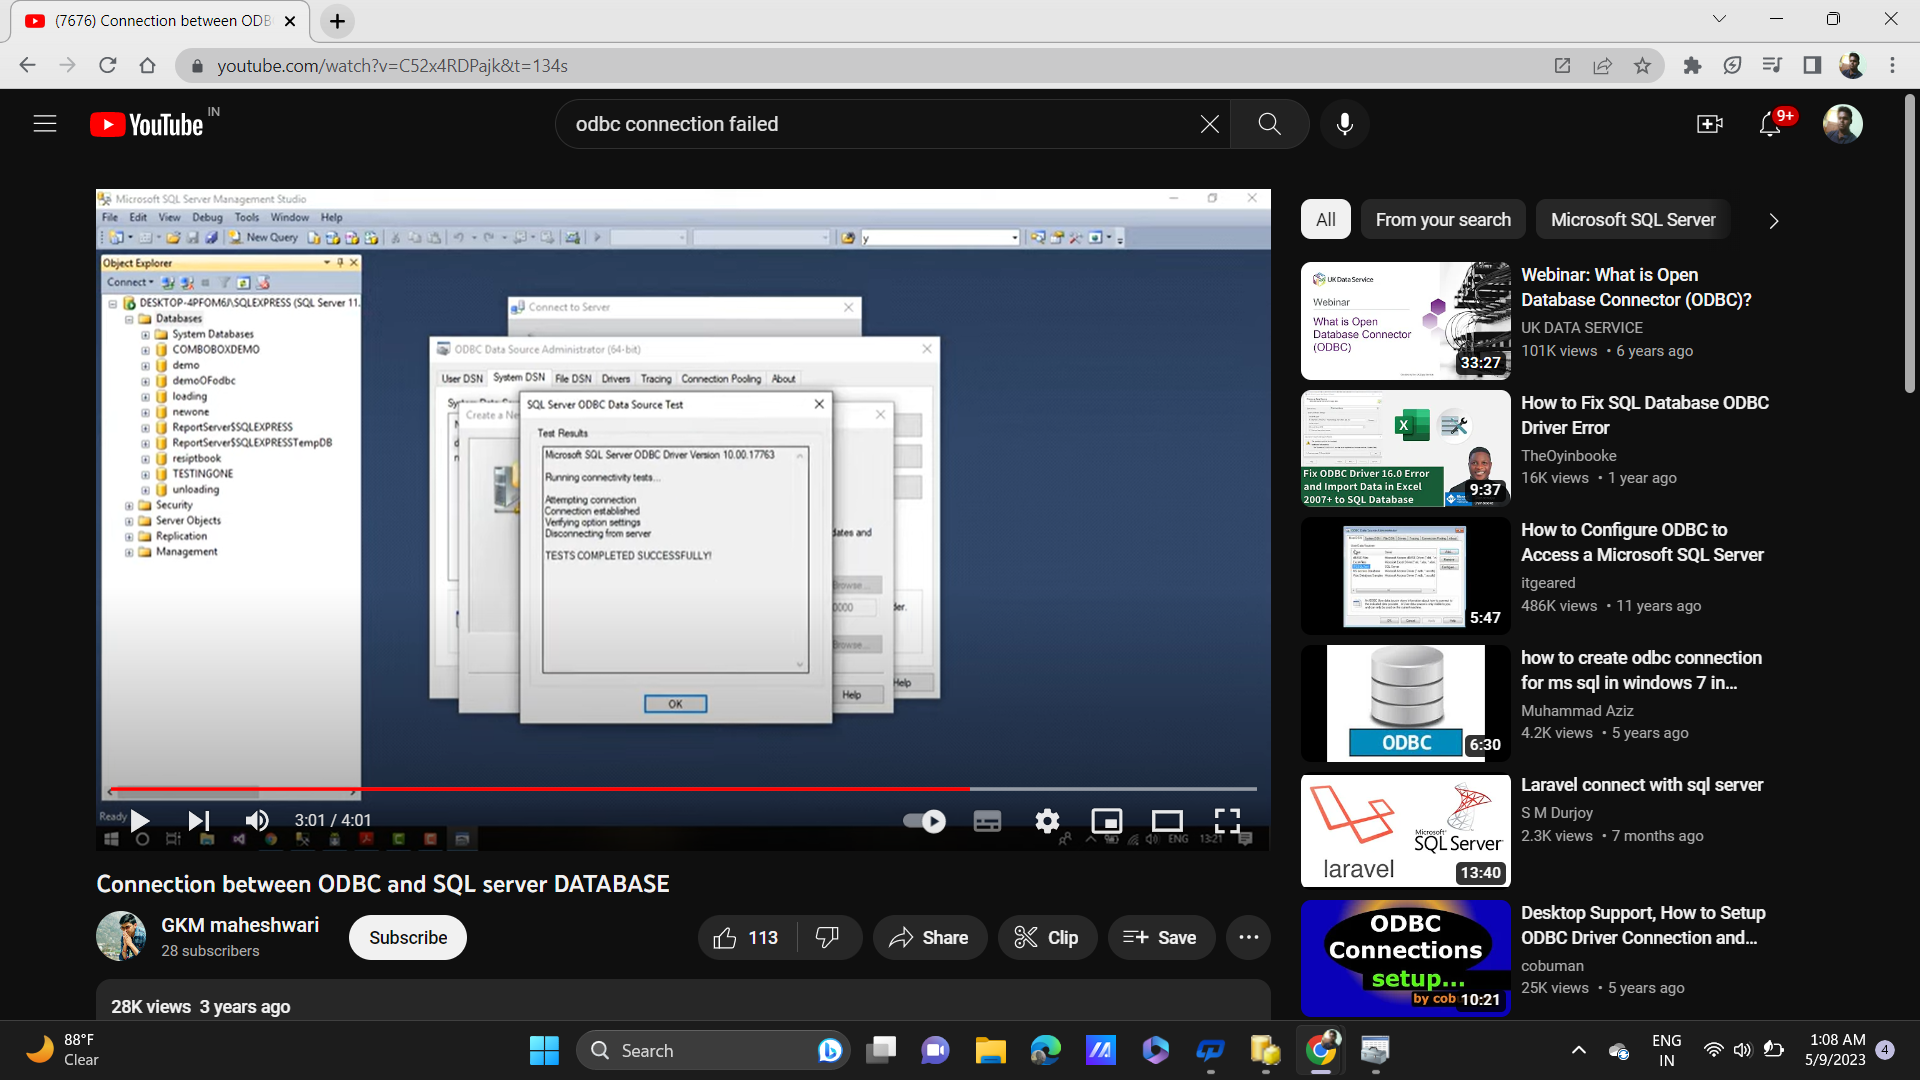 (7676) Connection between ODB
youtube.com/watch?v=C52x4RDPajk&t=134s
YouTube IN
odbc connection failed
9+
Microsoft SQL Server Management Studio
File Edit View Debug Tools Window Help
New Query
y
Object Explorer
Connect
DESKTOP-4PFOM6J\SQLEXPRESS (SQL Server 11.
Databases
System Databases
COMBOBOXDEMO
demo
demoOFodbc
loading
newone
ReportServer$SQLEXPRESS
ReportServer$SQLEXPRESSTempDB
resiptbook
TESTINGONE
unloading
Security
Server Objects
Replication
Management
Connect to Server
ODBC Data Source Administrator (64-bit)
User DSN System DSN File DSN Drivers Tracing Connection Pooling About
Create a Ne
SQL Server ODBC Data Source Test
Test Results
Microsoft SQL Server ODBC Driver Version 10.00.17763
Running connectivity tests...
Attempting connection
Connection established
Verifying option settings
Disconnecting from server
TESTS COMPLETED SUCCESSFULLY!
OK
dates and
Browse...
0000
der.
Browse...
Help
Help
Ready
3:01 / 4:01
ENG 13:21
Connection between ODBC and SQL server DATABASE
GKM maheshwari
28 subscribers
Subscribe
113
Share
Clip
Save
28K views 3 years ago
All
From your search
Microsoft SQL Server
UK Data Service
Webinar
What is Open
Database Connector
(ODBC)
33:27
Webinar: What is Open
Database Connector (ODBC)?
UK DATA SERVICE
101K views • 6 years ago
Fix ODBC Driver 16.0 Error
and Import Data in Excel
2007+ to SQL Database
9:37
How to Fix SQL Database ODBC
Driver Error
TheOyinbooke
16K views • 1 year ago
5:47
How to Configure ODBC to
Access a Microsoft SQL Server
itgeared
486K views • 11 years ago
ODBC
6:30
how to create odbc connection
for ms sql in windows 7 in...
Muhammad Aziz
4.2K views • 5 years ago
laravel
Microsoft
SQL Server
13:40
Laravel connect with sql server
S M Durjoy
2.3K views • 7 months ago
ODBC
Connections
setup...
by cob
10:21
Desktop Support, How to Setup
ODBC Driver Connection and...
cobuman
25K views • 5 years ago
88°F
Clear
Search
ENG
IN
1:08 AM
5/9/2023
4